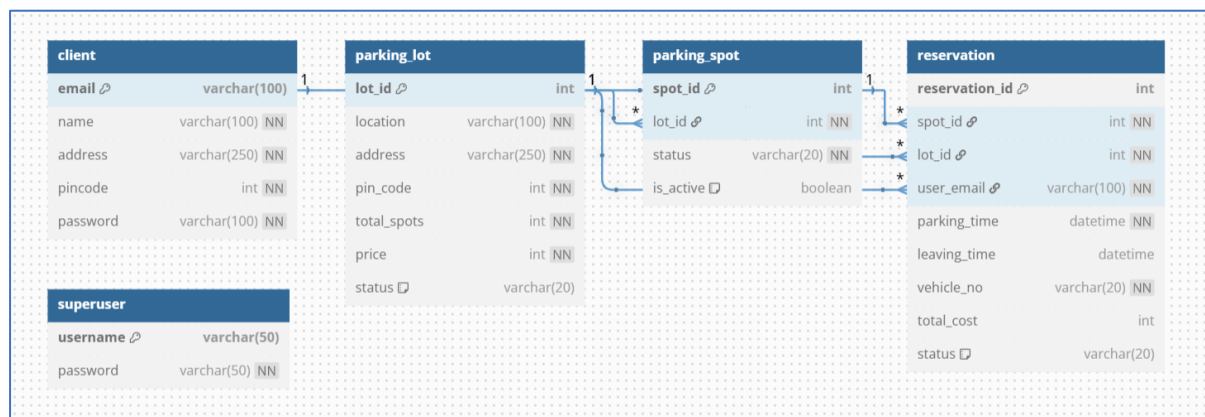 client
email varchar(100)
name varchar(100) NN
address varchar(250) NN
pincode int NN
password varchar(100) NN
superuser
username varchar(50)
password varchar(50) NN
parking_lot
lot_id int
location varchar(100) NN
address varchar(250) NN
pin_code int NN
total_spots int NN
price int NN
status varchar(20)
parking_spot
spot_id int
lot_id int NN
status varchar(20) NN
is_active boolean
reservation
reservation_id int
spot_id int NN
lot_id int NN
user_email varchar(100) NN
parking_time datetime NN
leaving_time datetime
vehicle_no varchar(20) NN
total_cost int
status varchar(20)
1
1
*
1
*
*
*